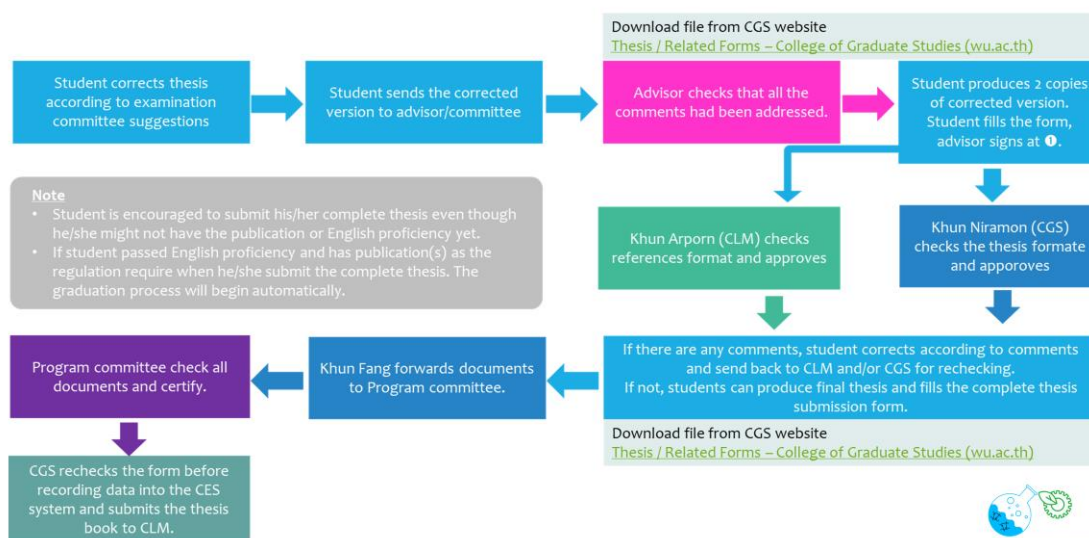 Download file from CGS website
Thesis / Related Forms – College of Graduate Studies (wu.ac.th)
Student corrects thesis
according to examination
committee suggestions
Student sends the corrected
version to advisor/committee
Advisor checks that all the
comments had been addressed.
Student produces 2 copies
of corrected version.
Student fills the form,
advisor signs at ❶.
Note
• Student is encouraged to submit his/her complete thesis even though
he/she might not have the publication or English proficiency yet.
• If student passed English proficiency and has publication(s) as the
regulation require when he/she submit the complete thesis. The
graduation process will begin automatically.
Khun Arporn (CLM) checks
references format and approves
Khun Niramon (CGS)
checks the thesis formate
and apporoves
If there are any comments, student corrects according to comments
and send back to CLM and/or CGS for rechecking.
If not, students can produce final thesis and fills the complete thesis
submission form.
Download file from CGS website
Thesis / Related Forms – College of Graduate Studies (wu.ac.th)
Khun Fang forwards documents
to Program committee.
Program committee check all
documents and certify.
CGS rechecks the form before
recording data into the CES
system and submits the thesis
book to CLM.